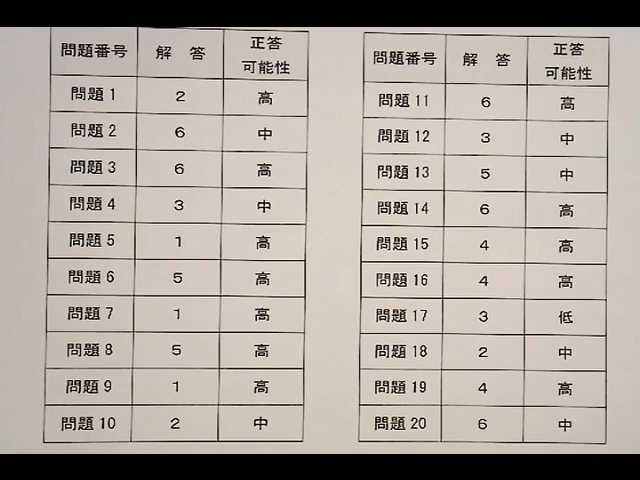 問題番号 解 答 正答可能性
問題1 2 高
問題2 6 中
問題3 6 高
問題4 3 中
問題5 1 高
問題6 5 高
問題7 1 高
問題8 5 高
問題9 1 高
問題10 2 中
問題番号 解 答 正答可能性
問題11 6 高
問題12 3 中
問題13 5 中
問題14 6 高
問題15 4 高
問題16 4 高
問題17 3 低
問題18 2 中
問題19 4 高
問題20 6 中